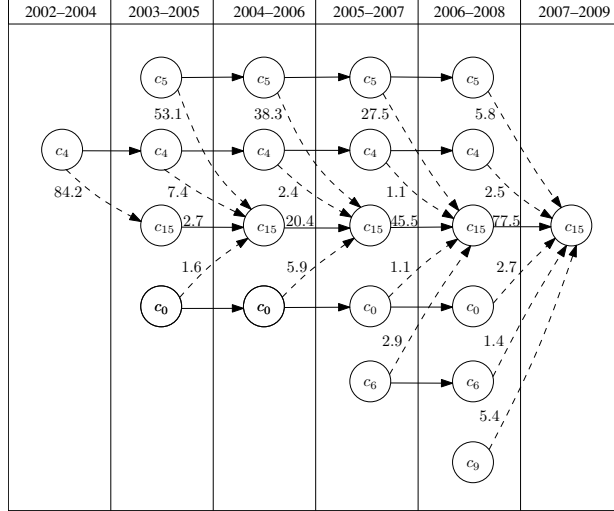 2002–2004 2003–2005 2004–2006 2005–2007 2006–2008 2007–2009
c5 c5 c5 c5
53.1 38.3 27.5 5.8
c4 c4 c4 c4 c4
84.2 7.4 2.4 1.1 2.5
c15 2.7 c15 20.4 c15 45.5 c15 77.5 c15
1.6 5.9 1.1 2.7
c0 c0 c0 c0
2.9 1.4
c6 c6
5.4
c9